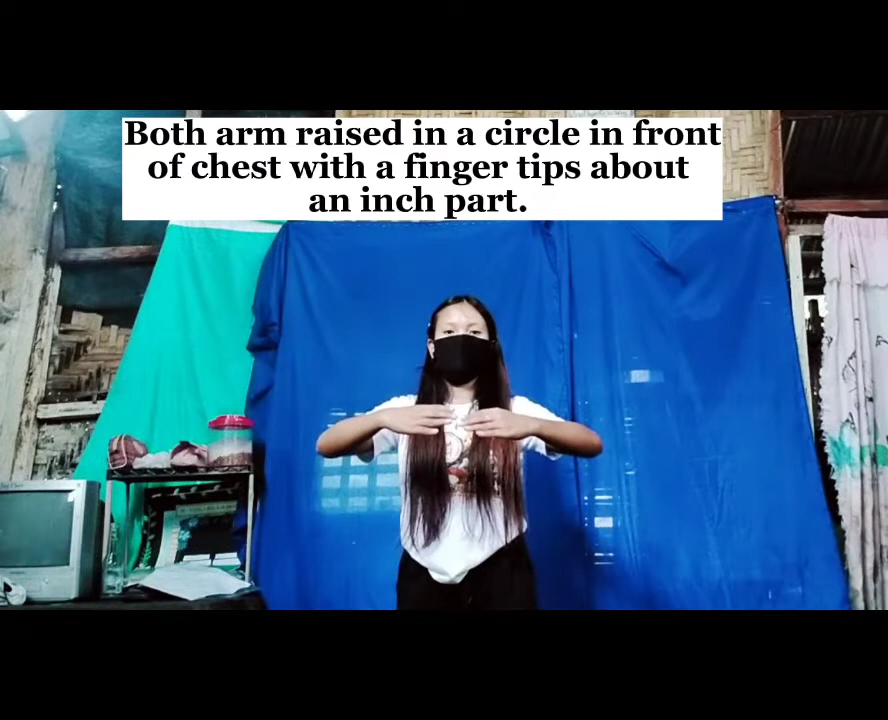 Both arm raised in a circle in front
of chest with a finger tips about
an inch part.